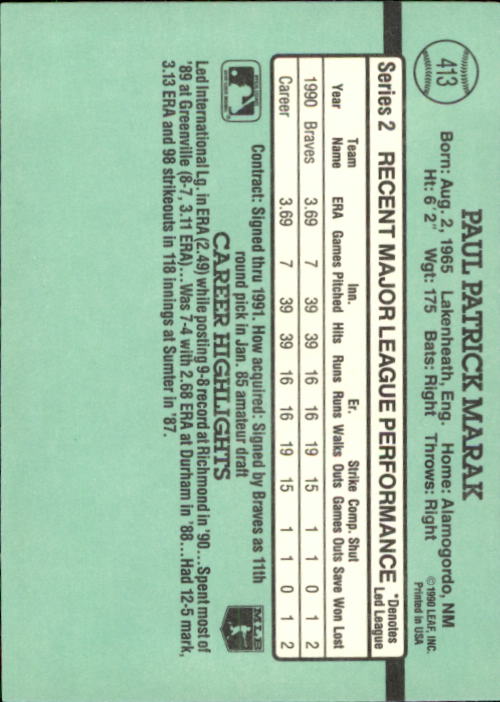 413
PAUL PATRICK MARAK
Born: Aug. 2, 1965 Lakenheath, Eng. Home: Alamogordo, NM
Ht: 6' 2" Wgt: 175 Bats: Right Throws: Right
©1990 LEAF, INC.
Printed in USA
Series 2 RECENT MAJOR LEAGUE PERFORMANCE *Denotes Led League
Team Inn. Er. Strike Comp. Shut
Year Name ERA Games Pitched Hits Runs Runs Walks Outs Games Outs Save Won Lost
1990 Braves 3.69 7 39 39 16 16 19 15 1 1 0 1 2
Career 3.69 7 39 39 16 16 19 15 1 1 0 1 2
Contract: Signed thru 1991. How acquired: Signed by Braves as 11th
round pick in Jan. 85 amateur draft
MLB
CAREER HIGHLIGHTS
Led International Lg. in ERA (2.49) while posting 9-8 record at Richmond in '90...Spent most of
'89 at Greenville (8-7, 3.11 ERA)...Was 7-4 with 2.68 ERA at Durham in '88...Had 12-5 mark,
3.13 ERA and 98 strikeouts in 118 innings at Sumter in '87.